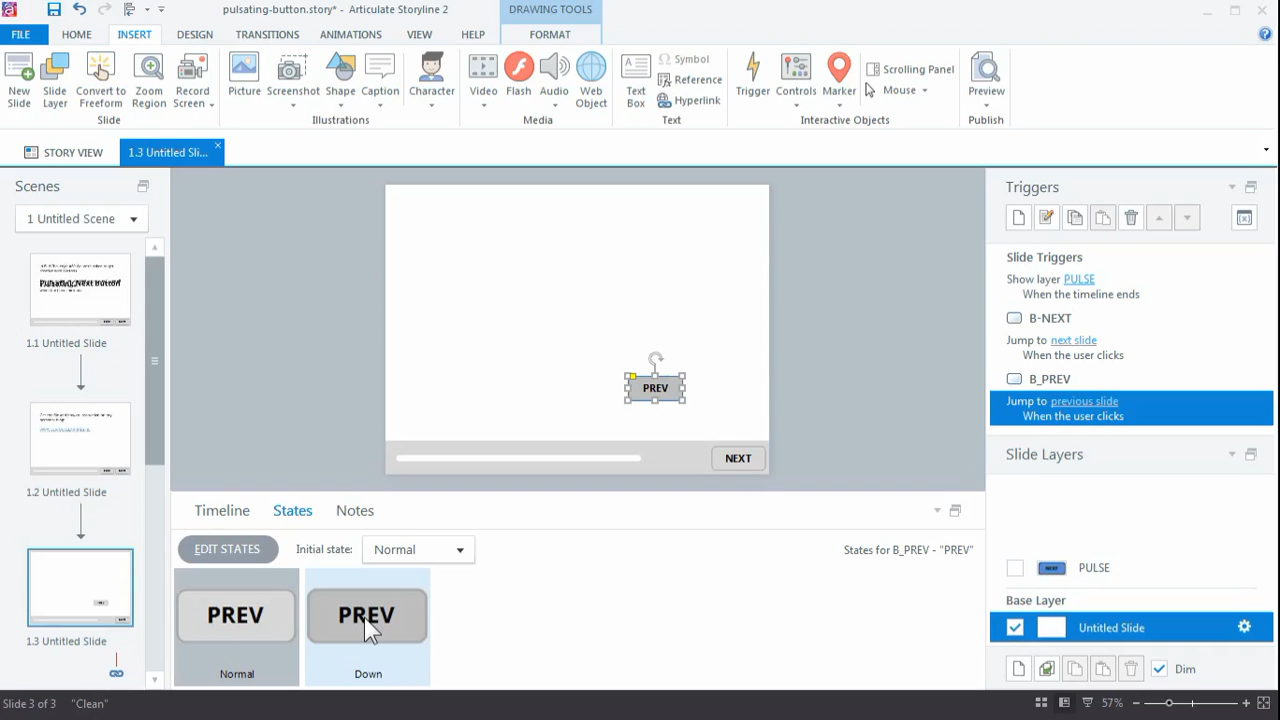 pulsating-button.story* - Articulate Storyline 2
DRAWING TOOLS
FILE
HOME
INSERT
DESIGN
TRANSITIONS
ANIMATIONS
VIEW
HELP
FORMAT
New Slide
Slide Layer
Convert to Freeform
Zoom Region
Record Screen
Slide
Picture
Screenshot
Shape
Caption
Character
Illustrations
Video
Flash
Audio
Web Object
Media
Text Box
Symbol
Reference
Hyperlink
Text
Trigger
Controls
Marker
Scrolling Panel
Mouse
Interactive Objects
Preview
Publish
STORY VIEW
1.3 Untitled Sli...
Scenes
1 Untitled Scene
1.1 Untitled Slide
1.2 Untitled Slide
1.3 Untitled Slide
PREV
NEXT
Timeline
States
Notes
EDIT STATES
Initial state:
Normal
States for B_PREV - "PREV"
PREV
Normal
PREV
Down
Triggers
Slide Triggers
Show layer PULSE
When the timeline ends
B-NEXT
Jump to next slide
When the user clicks
B_PREV
Jump to previous slide
When the user clicks
Slide Layers
PULSE
Base Layer
Untitled Slide
Dim
Slide 3 of 3
"Clean"
57%